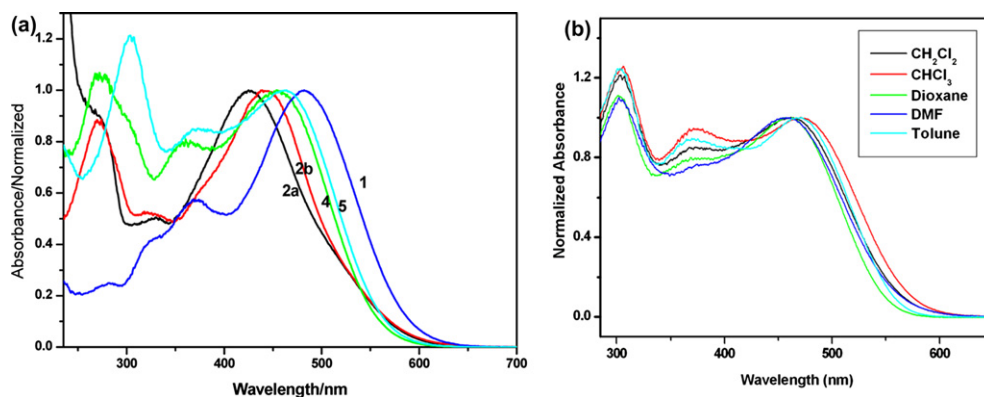 (a)
Absorbance/Normalized
1.2
1.0
0.8
0.6
0.4
0.2
0.0
300 400 500 600 700
Wavelength/nm
2a
2b
4
5
1
(b)
Normalized Absorbance
1.2
0.8
0.4
0.0
300 400 500 600
Wavelength (nm)
CH₂Cl₂
CHCl₃
Dioxane
DMF
Tolune